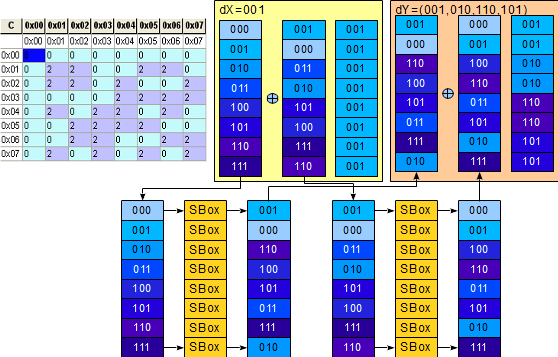 C 0x00 0x01 0x02 0x03 0x04 0x05 0x06 0x07
0x00 0x01 0x02 0x03 0x04 0x05 0x06 0x07
0x00 0 0 0 0 0 0 0
0x01 0 2 2 0 0 2 2 0
0x02 0 2 2 0 2 0 0 2
0x03 0 0 0 0 2 2 2 2
0x04 0 2 0 2 2 0 2 0
0x05 0 0 2 2 2 2 0 0
0x06 0 0 2 2 0 0 2 2
0x07 0 2 0 2 0 2 0 2
dX=001
000 001 001
001 000 001
010 011 001
011 010 001
100 101 001
101 100 001
110 111 001
111 110 001
dY=(001,010,110,101)
001 000 001
000 001 001
110 100 010
100 110 010
101 011 110
011 101 110
111 010 101
010 111 101
000 SBox 001
001 SBox 000
010 SBox 110
011 SBox 100
100 SBox 101
101 SBox 011
110 SBox 111
111 SBox 010
001 SBox 000
000 SBox 001
011 SBox 100
010 SBox 110
101 SBox 011
100 SBox 101
111 SBox 010
110 SBox 111